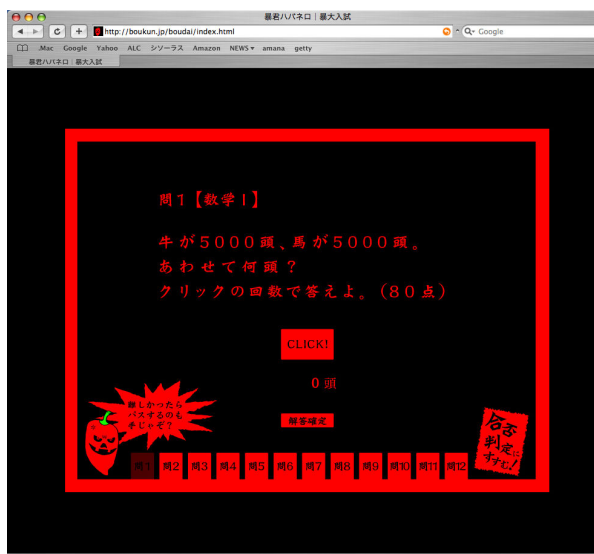 暴君ハバネロ｜暴大入試
http://boukun.jp/boudai/index.html
Google
.Mac Google Yahoo ALC シソーラス Amazon NEWS▼ amana getty
暴君ハバネロ｜暴大入試
問1【数学Ⅰ】
牛が5000頭、馬が5000頭。
あわせて何頭?
クリックの回数で答えよ。(80点)
CLICK!
0頭
難しかったら
パスするのも
手じゃぞ?
解答確定
合否
判定に
すすむ!
問1 問2 問3 問4 問5 問6 問7 問8 問9 問10 問11 問12